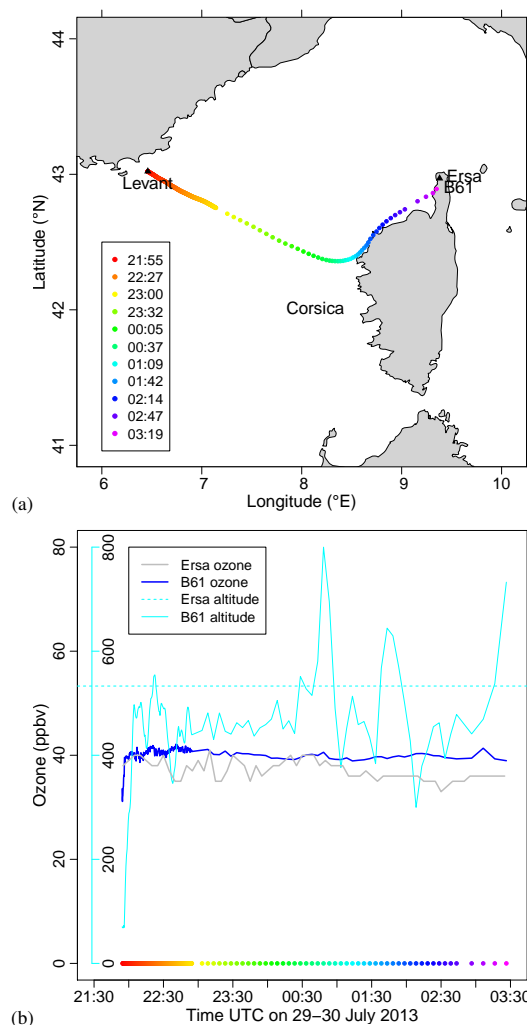 44
43
42
41
Latitude (°N)
Levant
Ersa
B61
Corsica
21:55
22:27
23:00
23:32
00:05
00:37
01:09
01:42
02:14
02:47
03:19
6 7 8 9 10
Longitude (°E)
(a)
80
60
40
20
0
Ozone (ppbv)
800
600
400
200
0
Ersa ozone
B61 ozone
Ersa altitude
B61 altitude
21:30 22:30 23:30 00:30 01:30 02:30 03:30
Time UTC on 29−30 July 2013
(b)